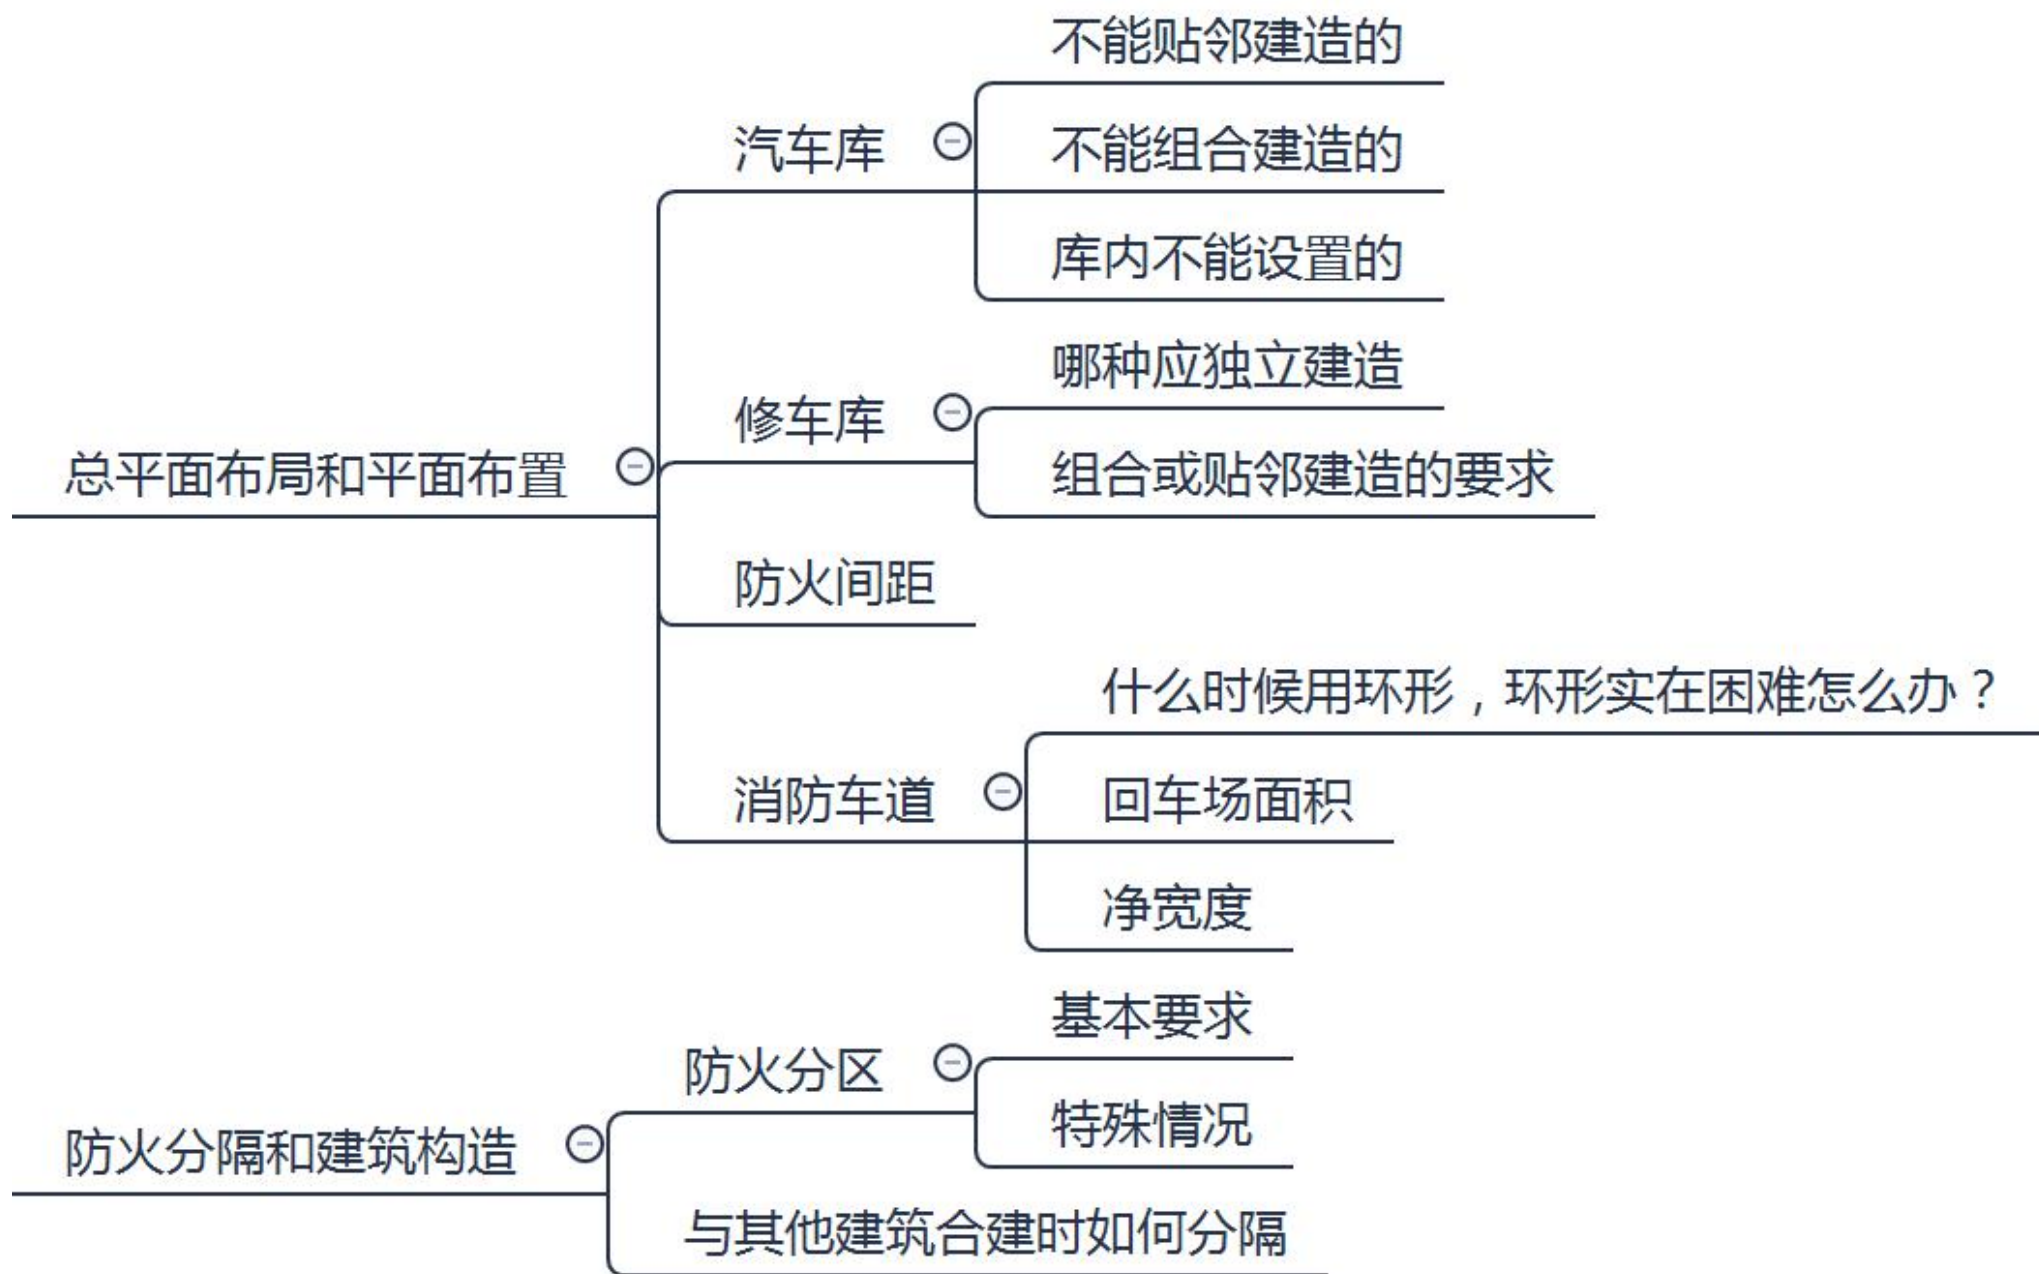 不能贴邻建造的
汽车库
不能组合建造的
库内不能设置的
哪种应独立建造
修车库
组合或贴邻建造的要求
总平面布局和平面布置
防火间距
什么时候用环形，环形实在困难怎么办？
消防车道
回车场面积
净宽度
基本要求
防火分区
特殊情况
防火分隔和建筑构造
与其他建筑合建时如何分隔